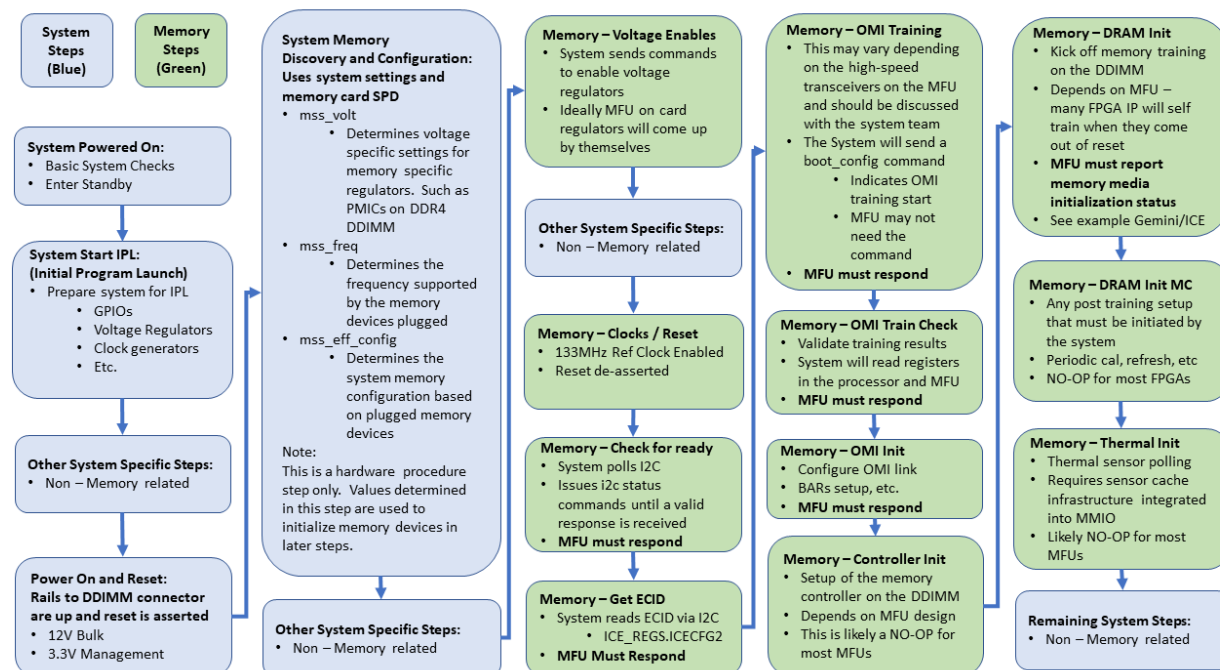 System
Steps
(Blue)
Memory
Steps
(Green)
System Powered On:
• Basic System Checks
• Enter Standby
System Start IPL:
(Initial Program Launch)
• Prepare system for IPL
• GPIOs
• Voltage Regulators
• Clock generators
• Etc.
Other System Specific Steps:
• Non – Memory related
Power On and Reset:
Rails to DDIMM connector
are up and reset is asserted
• 12V Bulk
• 3.3V Management
System Memory
Discovery and Configuration:
Uses system settings and
memory card SPD
• mss_volt
• Determines voltage
specific settings for
memory specific
regulators. Such as
PMICs on DDR4
DDIMM
• mss_freq
• Determines the
frequency supported
by the memory
devices plugged
• mss_eff_config
• Determines the
system memory
configuration based
on plugged memory
devices
Note:
This is a hardware procedure
step only. Values determined
in this step are used to
initialize memory devices in
later steps.
Other System Specific Steps:
• Non – Memory related
Memory – Voltage Enables
• System sends commands
to enable voltage
regulators
• Ideally MFU on card
regulators will come up
by themselves
Other System Specific Steps:
• Non – Memory related
Memory – Clocks / Reset
• 133MHz Ref Clock Enabled
• Reset de-asserted
Memory – Check for ready
• System polls I2C
• Issues i2c status
commands until a valid
response is received
• MFU must respond
Memory – Get ECID
• System reads ECID via I2C
• ICE_REGS.ICECFG2
• MFU Must Respond
Memory – OMI Training
• This may vary depending
on the high-speed
transceivers on the MFU
and should be discussed
with the system team
• The System will send a
boot_config command
• Indicates OMI
training start
• MFU may not
need the
command
• MFU must respond
Memory – OMI Train Check
• Validate training results
• System will read registers
in the processor and MFU
• MFU must respond
Memory – OMI Init
• Configure OMI link
• BARs setup, etc.
• MFU must respond
Memory – Controller Init
• Setup of the memory
controller on the DDIMM
• Depends on MFU design
• This is likely a NO-OP for
most MFUs
Memory – DRAM Init
• Kick off memory training
on the DDIMM
• Depends on MFU –
many FPGA IP will self
train when they come
out of reset
• MFU must report
memory media
initialization status
• See example Gemini/ICE
Memory – DRAM Init MC
• Any post training setup
that must be initiated by
the system
• Periodic cal, refresh, etc
• NO-OP for most FPGAs
Memory – Thermal Init
• Thermal sensor polling
• Requires sensor cache
infrastructure integrated
into MMIO
• Likely NO-OP for most
MFUs
Remaining System Steps:
• Non – Memory related